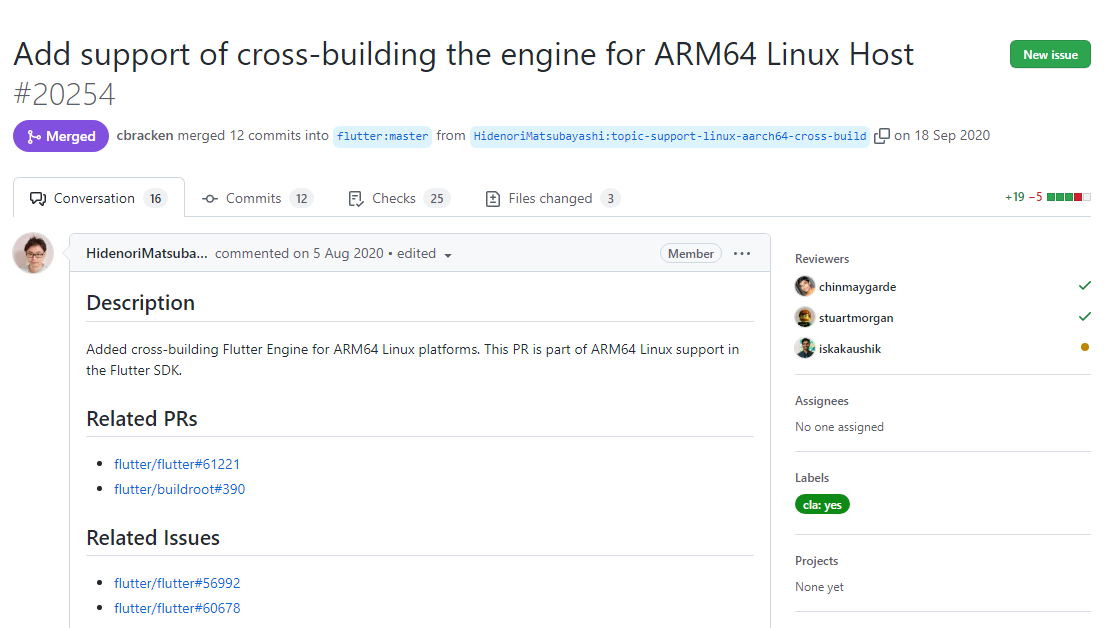 Add support of cross-building the engine for ARM64 Linux Host
#20254
New issue
Merged cbracken merged 12 commits into flutter:master from HidenoriMatsubayashi:topic-support-linux-aarch64-cross-build on 18 Sep 2020
Conversation 16 Commits 12 Checks 25 Files changed 3 +19 −5
HidenoriMatsuba... commented on 5 Aug 2020 • edited Member
Description
Added cross-building Flutter Engine for ARM64 Linux platforms. This PR is part of ARM64 Linux support in
the Flutter SDK.
Related PRs
flutter/flutter#61221
flutter/buildroot#390
Related Issues
flutter/flutter#56992
flutter/flutter#60678
Reviewers
chinmaygarde
stuartmorgan
iskakaushik
Assignees
No one assigned
Labels
cla: yes
Projects
None yet